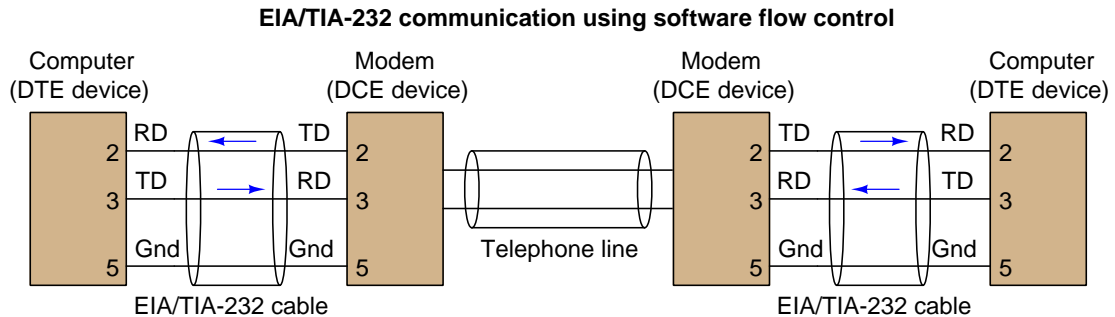 EIA/TIA-232 communication using software flow control
Computer
(DTE device)
Modem
(DCE device)
Modem
(DCE device)
Computer
(DTE device)
RD TD TD RD
2 2 2 2
TD RD RD TD
3 3 3 3
Gnd Gnd Telephone line Gnd Gnd
5 5 5 5
EIA/TIA-232 cable EIA/TIA-232 cable